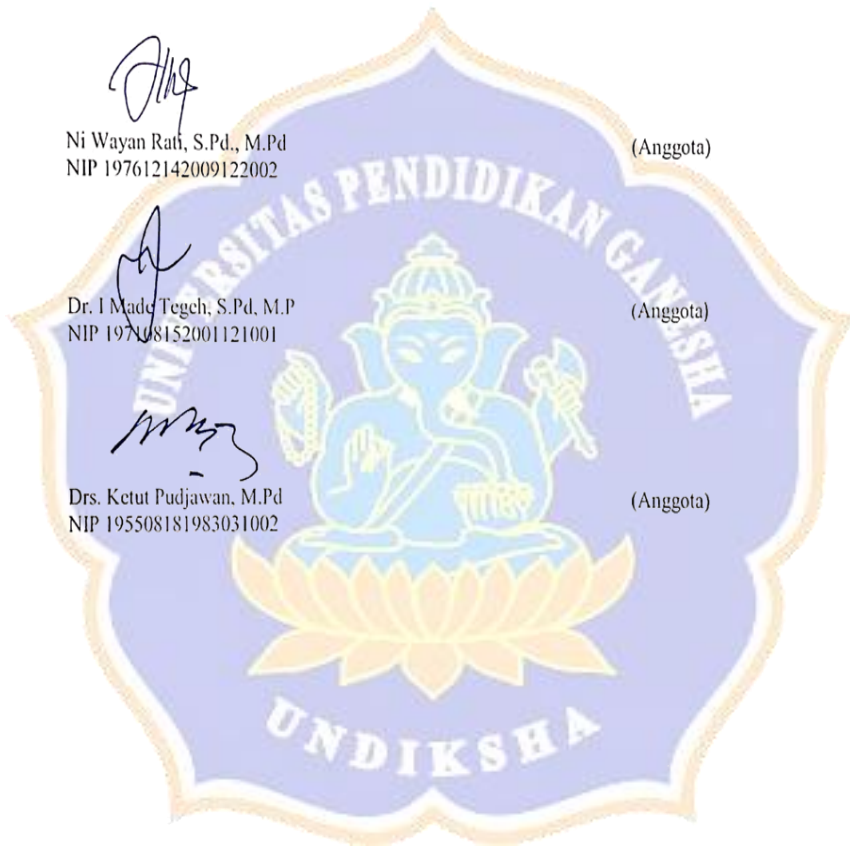 Ni Wayan Rati, S.Pd., M.Pd (Anggota)
NIP 197612142009122002
UNIVERSITAS PENDIDIKAN GANESHA
Dr. I Made Tegeh, S.Pd, M.P (Anggota)
NIP 197108152001121001
Drs. Ketut Pudjawan, M.Pd (Anggota)
NIP 195508181983031002
UNDIKSHA